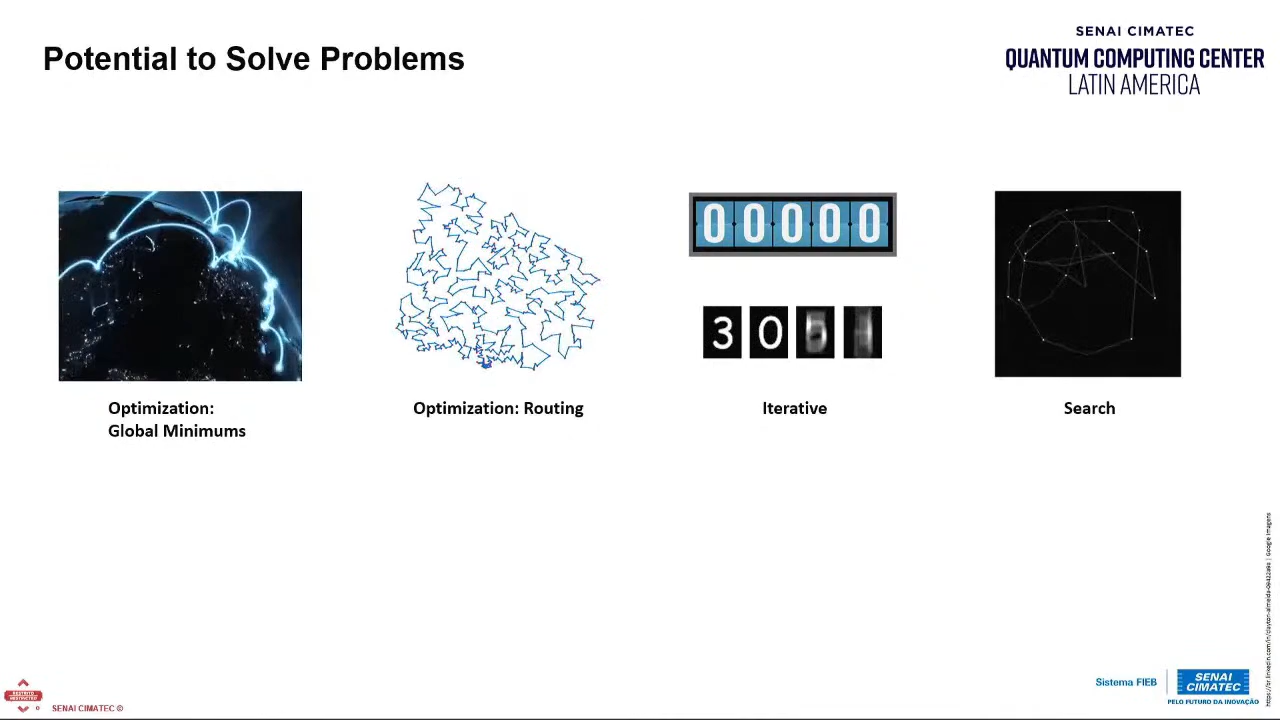 Potential to Solve Problems
SENAI CIMATEC
QUANTUM COMPUTING CENTER
LATIN AMERICA
00000
30
Optimization:
Global Minimums
Optimization: Routing
Iterative
Search
Sistema FIEB
SENAI
CIMATEC
PELO FUTURO DA INOVAÇÃO
SENAI CIMATEC ©
RESTRITO